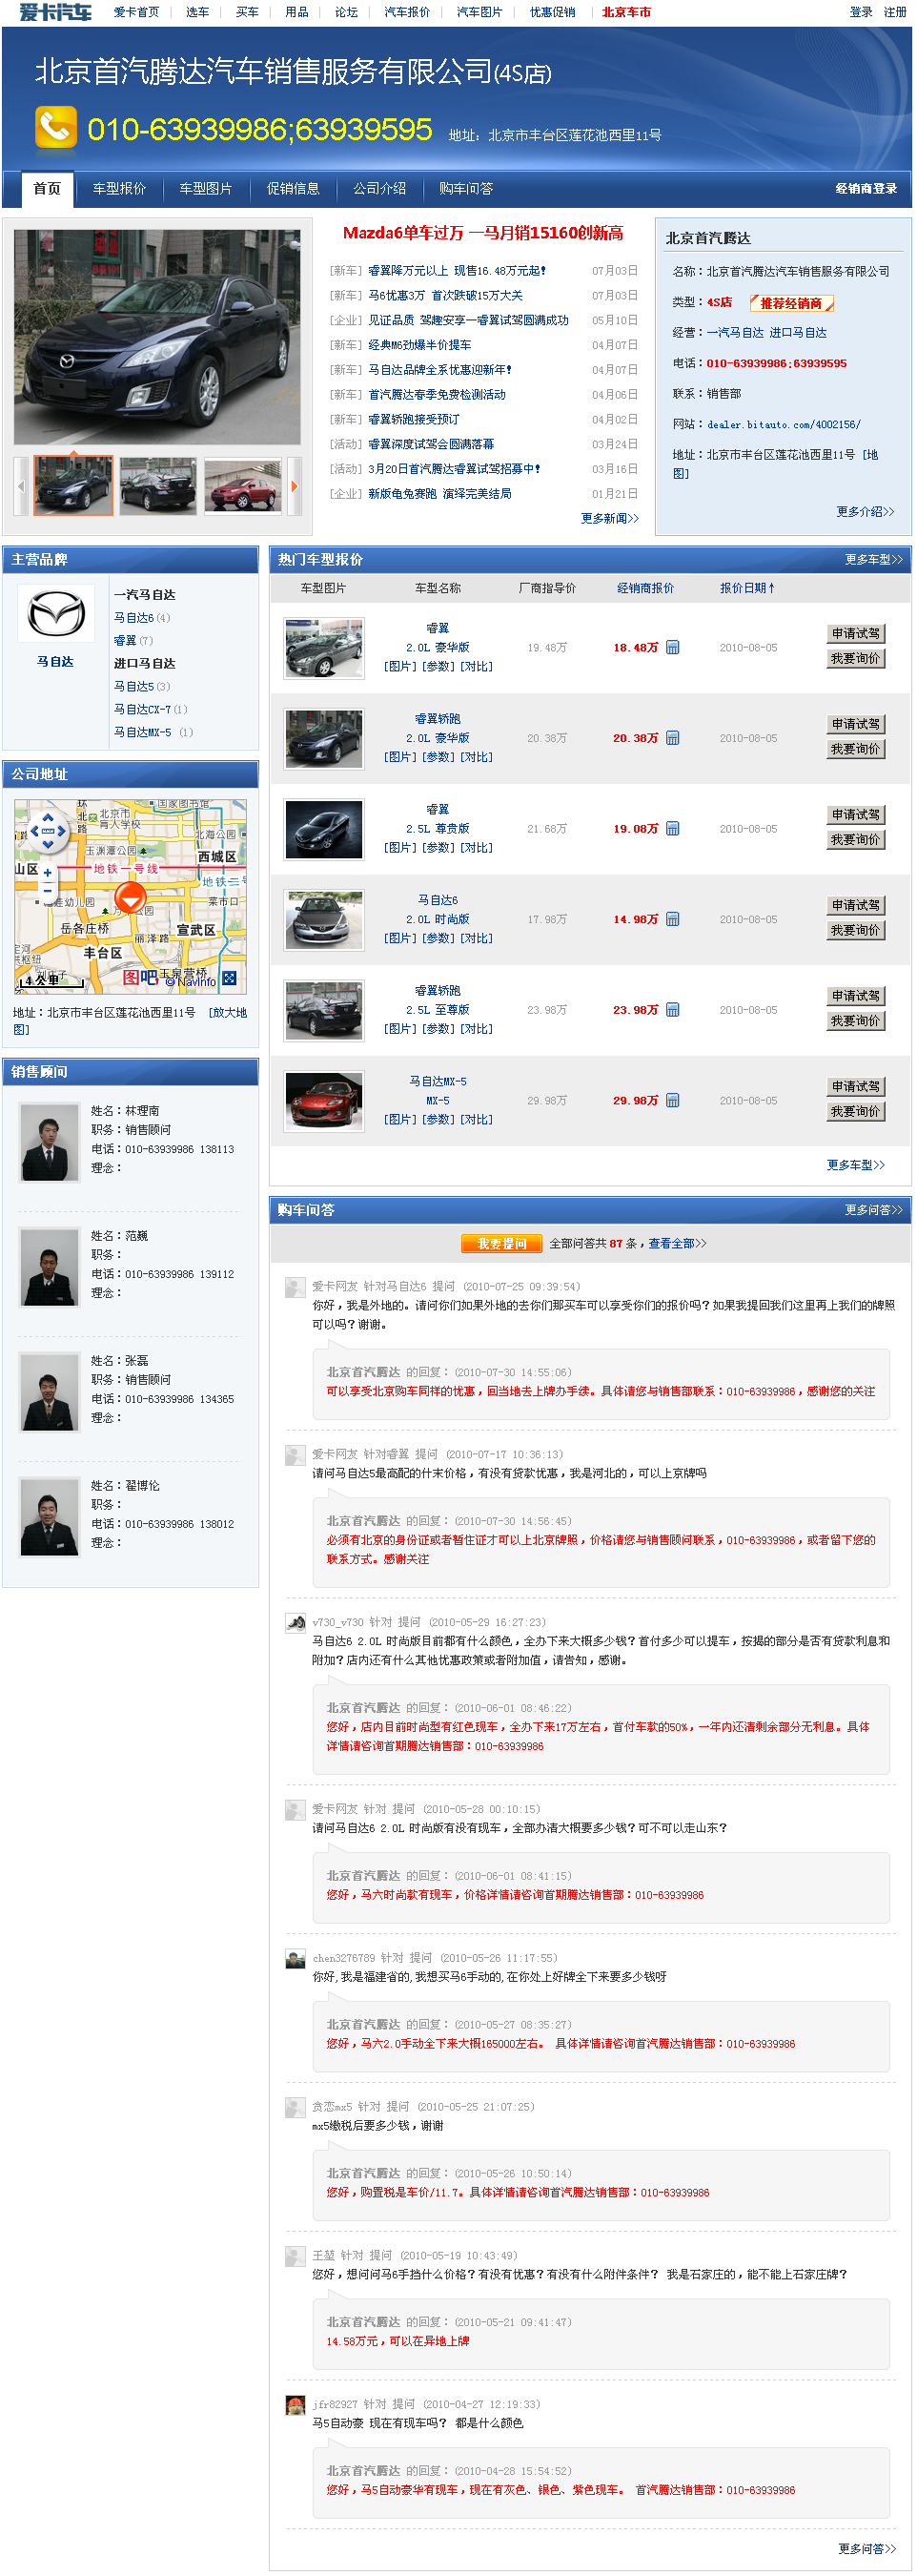 爱卡汽车
爱卡首页 | 选车 | 买车 | 用品 | 论坛 | 汽车报价 | 汽车图片 | 优惠促销 | 北京车市
登录 注册
北京首汽腾达汽车销售服务有限公司(4S店)
010-63939986;63939595 地址：北京市丰台区莲花池西里11号
首页 车型报价 车型图片 促销信息 公司介绍 购车问答 经销商登录
Mazda6单车过万 一马月销15160创新高
[新车] 睿翼降万元以上 现售16.48万元起! 07月03日
[新车] 马6优惠3万 首次跌破15万大关 07月03日
[企业] 见证品质 驾趣安享—睿翼试驾圆满成功 05月10日
[新车] 经典M6劲爆半价提车 04月07日
[新车] 马自达品牌全系优惠迎新年! 04月07日
[新车] 首汽腾达春季免费检测活动 04月06日
[新车] 睿翼轿跑接受预订 04月02日
[活动] 睿翼深度试驾会圆满落幕 03月24日
[活动] 3月20日首汽腾达睿翼试驾招募中! 03月16日
[企业] 新版龟兔赛跑 演绎完美结局 01月21日
更多新闻>>
北京首汽腾达
名称：北京首汽腾达汽车销售服务有限公司
类型：4S店 推荐经销商
经营：一汽马自达 进口马自达
电话：010-63939986;63939595
联系：销售部
网站：dealer.bitauto.com/4002156/
地址：北京市丰台区莲花池西里11号 [地
图]
更多介绍>>
主营品牌
马自达
一汽马自达
马自达6(4)
睿翼(7)
进口马自达
马自达5(3)
马自达CX-7(1)
马自达MX-5 (1)
公司地址
国家图书馆
北京市
盲人学校
北海公园
玉渊潭公园
西城区
山区
地铁一号线
地铁二号
菜市口
莲幼儿园
公园
岳各庄桥
宣武区
丽泽路
丰台区
玉泉营桥
4公里
图吧 ©NavInfo
地址：北京市丰台区莲花池西里11号 [放大地
图]
销售顾问
姓名：林理南
职务：销售顾问
电话：010-63939986 138113
理念：
姓名：范巍
职务：
电话：010-63939986 139112
理念：
姓名：张磊
职务：销售顾问
电话：010-63939986 134365
理念：
姓名：翟博伦
职务：
电话：010-63939986 138012
理念：
热门车型报价 更多车型>>
车型图片 车型名称 厂商指导价 经销商报价 报价日期↑
睿翼
2.0L 豪华版 19.48万 18.48万 2010-08-05
[图片] [参数] [对比]
申请试驾
我要询价
睿翼轿跑
2.0L 豪华版 20.38万 20.38万 2010-08-05
[图片] [参数] [对比]
申请试驾
我要询价
睿翼
2.5L 尊贵版 21.68万 19.08万 2010-08-05
[图片] [参数] [对比]
申请试驾
我要询价
马自达6
2.0L 时尚版 17.98万 14.98万 2010-08-05
[图片] [参数] [对比]
申请试驾
我要询价
睿翼轿跑
2.5L 至尊版 23.98万 23.98万 2010-08-05
[图片] [参数] [对比]
申请试驾
我要询价
马自达MX-5
MX-5 29.98万 29.98万 2010-08-05
[图片] [参数] [对比]
申请试驾
我要询价
更多车型>>
购车问答 更多问答>>
我要提问 全部问答共 87 条，查看全部>>
爱卡网友 针对马自达6 提问 (2010-07-25 09:39:54)
你好，我是外地的。请问你们如果外地的去你们那买车可以享受你们的报价吗？如果我提回我们这里再上我们的牌照
可以吗？谢谢。
北京首汽腾达 的回复：(2010-07-30 14:55:06)
可以享受北京购车同样的优惠，回当地去上牌办手续。具体请您与销售部联系：010-63939986，感谢您的关注
爱卡网友 针对睿翼 提问 (2010-07-17 10:36:13)
请问马自达5最高配的什末价格，有没有贷款优惠，我是河北的，可以上京牌吗
北京首汽腾达 的回复：(2010-07-30 14:56:45)
必须有北京的身份证或者暂住证才可以上北京牌照，价格请您与销售顾问联系，010-63939986，或者留下您的
联系方式。感谢关注
v730_v730 针对 提问 (2010-05-29 16:27:23)
马自达6 2.0L 时尚版目前都有什么颜色，全办下来大概多少钱？首付多少可以提车，按揭的部分是否有贷款利息和
附加？店内还有什么其他优惠政策或者附加值，请告知，感谢。
北京首汽腾达 的回复：(2010-06-01 08:46:22)
您好，店内目前时尚型有红色现车，全办下来17万左右，首付车款的50%，一年内还清剩余部分无利息。具体
详情请咨询首期腾达销售部：010-63939986
爱卡网友 针对 提问 (2010-05-28 00:10:15)
请问马自达6 2.0L 时尚版有没有现车，全部办请大概要多少钱？可不可以走山东？
北京首汽腾达 的回复：(2010-06-01 08:41:15)
您好，马六时尚款有现车，价格详情请咨询首期腾达销售部：010-63939986
chen3276789 针对 提问 (2010-05-26 11:17:55)
你好,我是福建省的,我想买马6手动的,在你处上好牌全下来要多少钱呀
北京首汽腾达 的回复：(2010-05-27 08:35:27)
您好，马六2.0手动全下来大概165000左右。 具体详情请咨询首汽腾达销售部：010-63939986
贪恋mx5 针对 提问 (2010-05-25 21:07:25)
mx5缴税后要多少钱，谢谢
北京首汽腾达 的回复：(2010-05-26 10:50:14)
您好，购置税是车价/11.7。具体详情请咨询首汽腾达销售部：010-63939986
王堃 针对 提问 (2010-05-19 10:43:49)
您好，想问问马6手挡什么价格？有没有优惠？有没有什么附件条件？ 我是石家庄的，能不能上石家庄牌？
北京首汽腾达 的回复：(2010-05-21 09:41:47)
14.58万元，可以在异地上牌
jfr82927 针对 提问 (2010-04-27 12:19:33)
马5自动豪 现在有现车吗？ 都是什么颜色
北京首汽腾达 的回复：(2010-04-28 15:54:52)
您好，马5自动豪华有现车，现在有灰色、银色、紫色现车。 首汽腾达销售部：010-63939986
更多问答>>